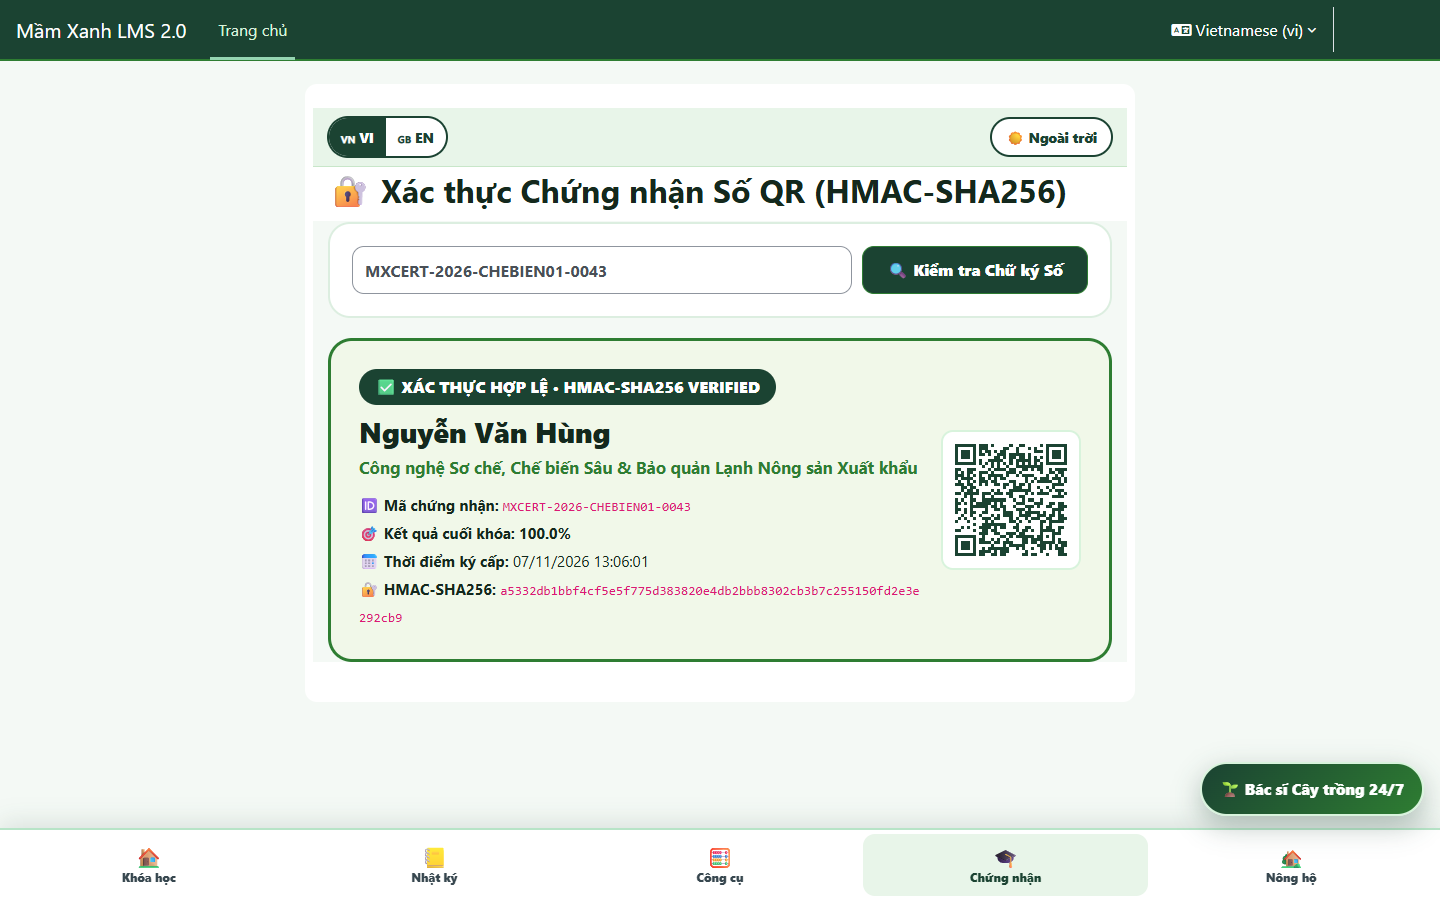 Mầm Xanh LMS 2.0
Trang chủ
Vietnamese (vi)
VN VI
GB EN
Ngoài trời
Xác thực Chứng nhận Số QR (HMAC-SHA256)
MXCERT-2026-CHEBIEN01-0043
Kiểm tra Chữ ký Số
XÁC THỰC HỢP LỆ • HMAC-SHA256 VERIFIED
Nguyễn Văn Hùng
Công nghệ Sơ chế, Chế biến Sâu & Bảo quản Lạnh Nông sản Xuất khẩu
Mã chứng nhận: MXCERT-2026-CHEBIEN01-0043
Kết quả cuối khóa: 100.0%
Thời điểm ký cấp: 07/11/2026 13:06:01
HMAC-SHA256: a5332db1bbf4cf5e5f775d383820e4db2bbb8302cb3b7c255150fd2e3e
292cb9
Bác sĩ Cây trồng 24/7
Khóa học
Nhật ký
Công cụ
Chứng nhận
Nông hộ